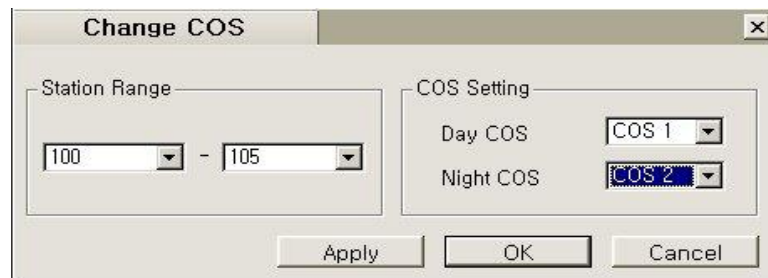 Change COS
Station Range
100 - 105
COS Setting
Day COS COS 1
Night COS COS 2
Apply OK Cancel